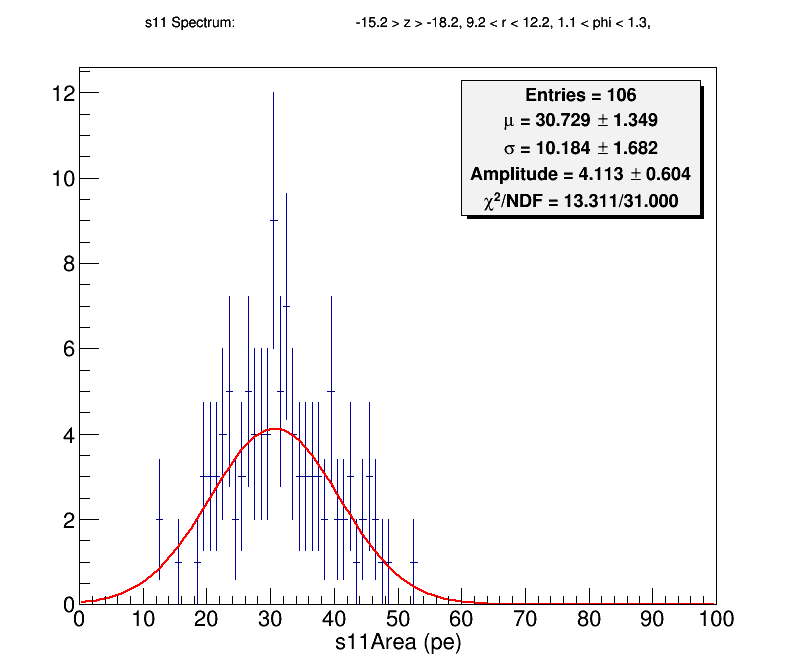 s11 Spectrum: -15.2 > z > -18.2, 9.2 < r < 12.2, 1.1 < phi < 1.3,
Entries = 106
μ = 30.729 ± 1.349
σ = 10.184 ± 1.682
Amplitude = 4.113 ± 0.604
χ²/NDF = 13.311/31.000
12
10
8
6
4
2
0
0 10 20 30 40 50 60 70 80 90 100
s11Area (pe)